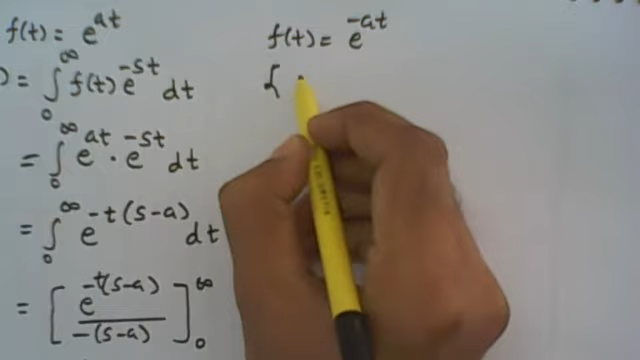 f(t) = e^{at}
) = ∫_0^∞ f(t) e^{-st} dt
= ∫_0^∞ e^{at} · e^{-st} dt
= ∫_0^∞ e^{-t(s-a)} dt
= [ e^{-t(s-a)} / -(s-a) ]_0^∞
f(t) = e^{-at}